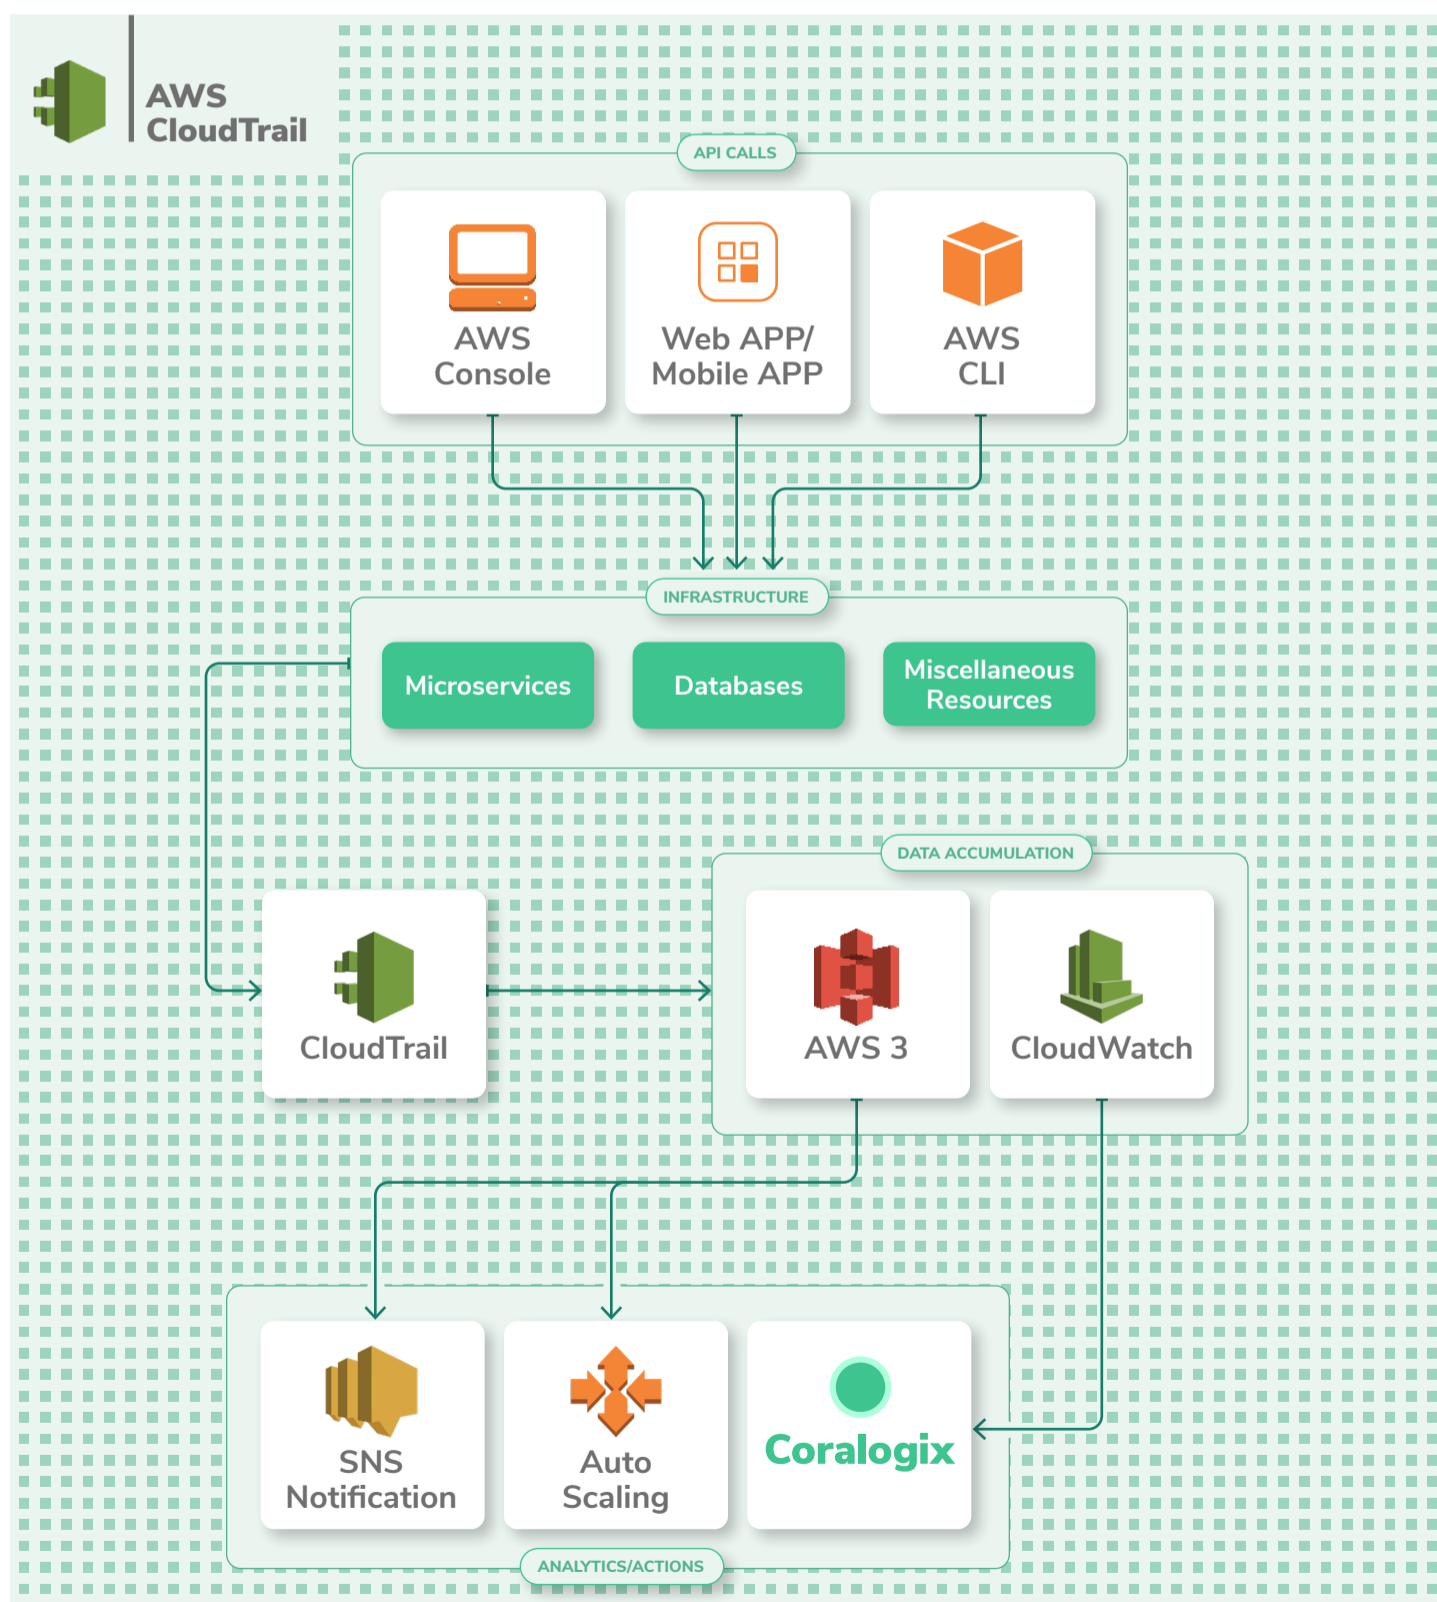 AWS
CloudTrail
API CALLS
AWS
Console
Web APP/
Mobile APP
AWS
CLI
INFRASTRUCTURE
Microservices
Databases
Miscellaneous
Resources
DATA ACCUMULATION
CloudTrail
AWS 3
CloudWatch
SNS
Notification
Auto
Scaling
Coralogix
ANALYTICS/ACTIONS